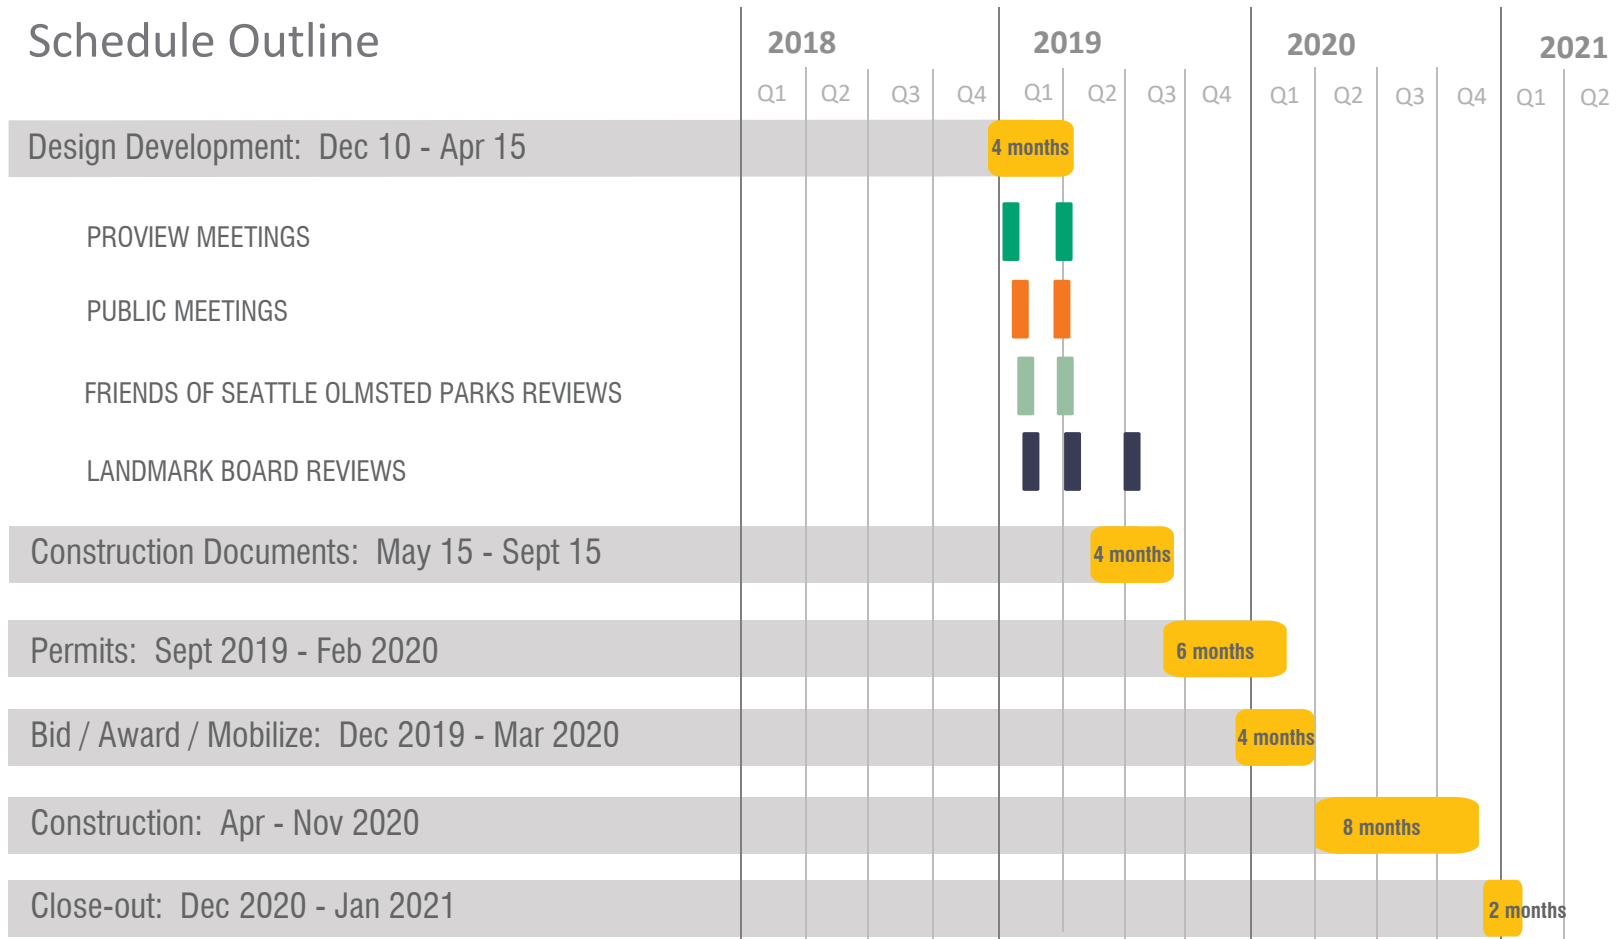 Schedule Outline
2018 2019 2020 2021
Q1 Q2 Q3 Q4 Q1 Q2 Q3 Q4 Q1 Q2 Q3 Q4 Q1 Q2
Design Development: Dec 10 - Apr 15 4 months
PROVIEW MEETINGS
PUBLIC MEETINGS
FRIENDS OF SEATTLE OLMSTED PARKS REVIEWS
LANDMARK BOARD REVIEWS
Construction Documents: May 15 - Sept 15 4 months
Permits: Sept 2019 - Feb 2020 6 months
Bid / Award / Mobilize: Dec 2019 - Mar 2020 4 months
Construction: Apr - Nov 2020 8 months
Close-out: Dec 2020 - Jan 2021 2 months